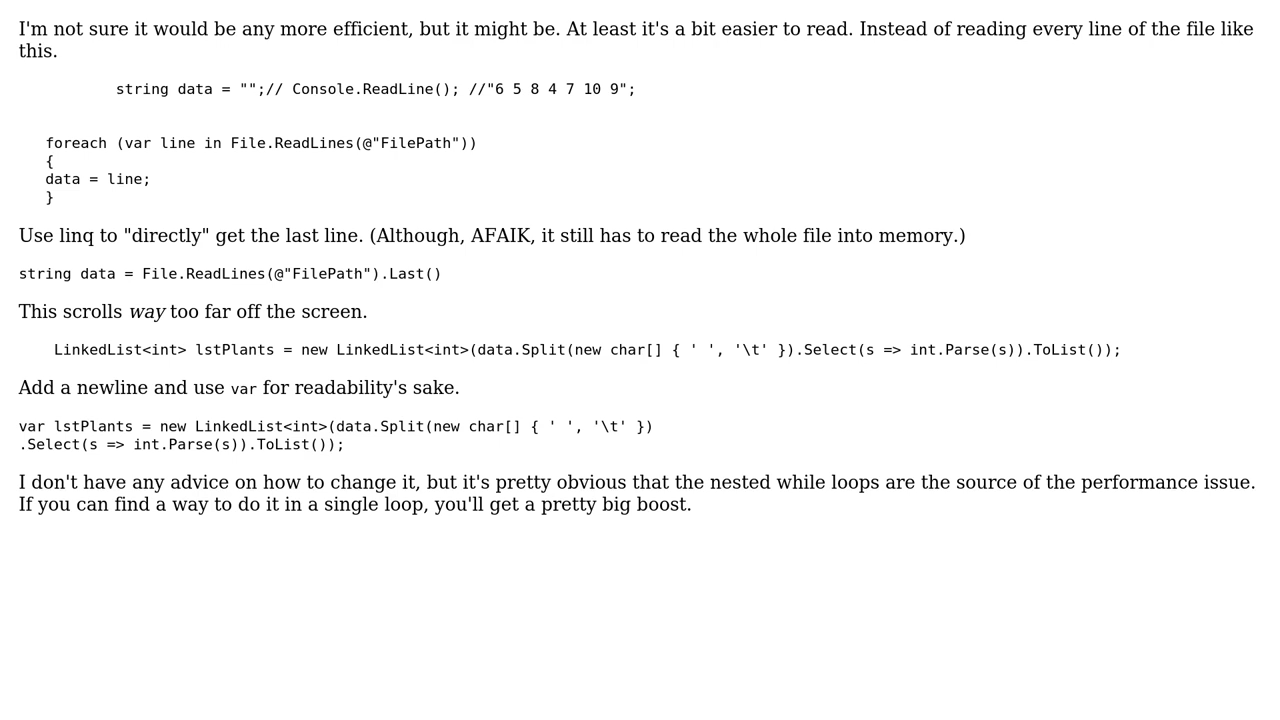 I'm not sure it would be any more efficient, but it might be. At least it's a bit easier to read. Instead of reading every line of the file like
this.
string data = "";// Console.ReadLine(); //"6 5 8 4 7 10 9";
foreach (var line in File.ReadLines(@"FilePath"))
{
data = line;
}
Use linq to "directly" get the last line. (Although, AFAIK, it still has to read the whole file into memory.)
string data = File.ReadLines(@"FilePath").Last()
This scrolls way too far off the screen.
LinkedList<int> lstPlants = new LinkedList<int>(data.Split(new char[] { ' ', '\t' }).Select(s => int.Parse(s)).ToList());
Add a newline and use var for readability's sake.
var lstPlants = new LinkedList<int>(data.Split(new char[] { ' ', '\t' })
.Select(s => int.Parse(s)).ToList());
I don't have any advice on how to change it, but it's pretty obvious that the nested while loops are the source of the performance issue.
If you can find a way to do it in a single loop, you'll get a pretty big boost.